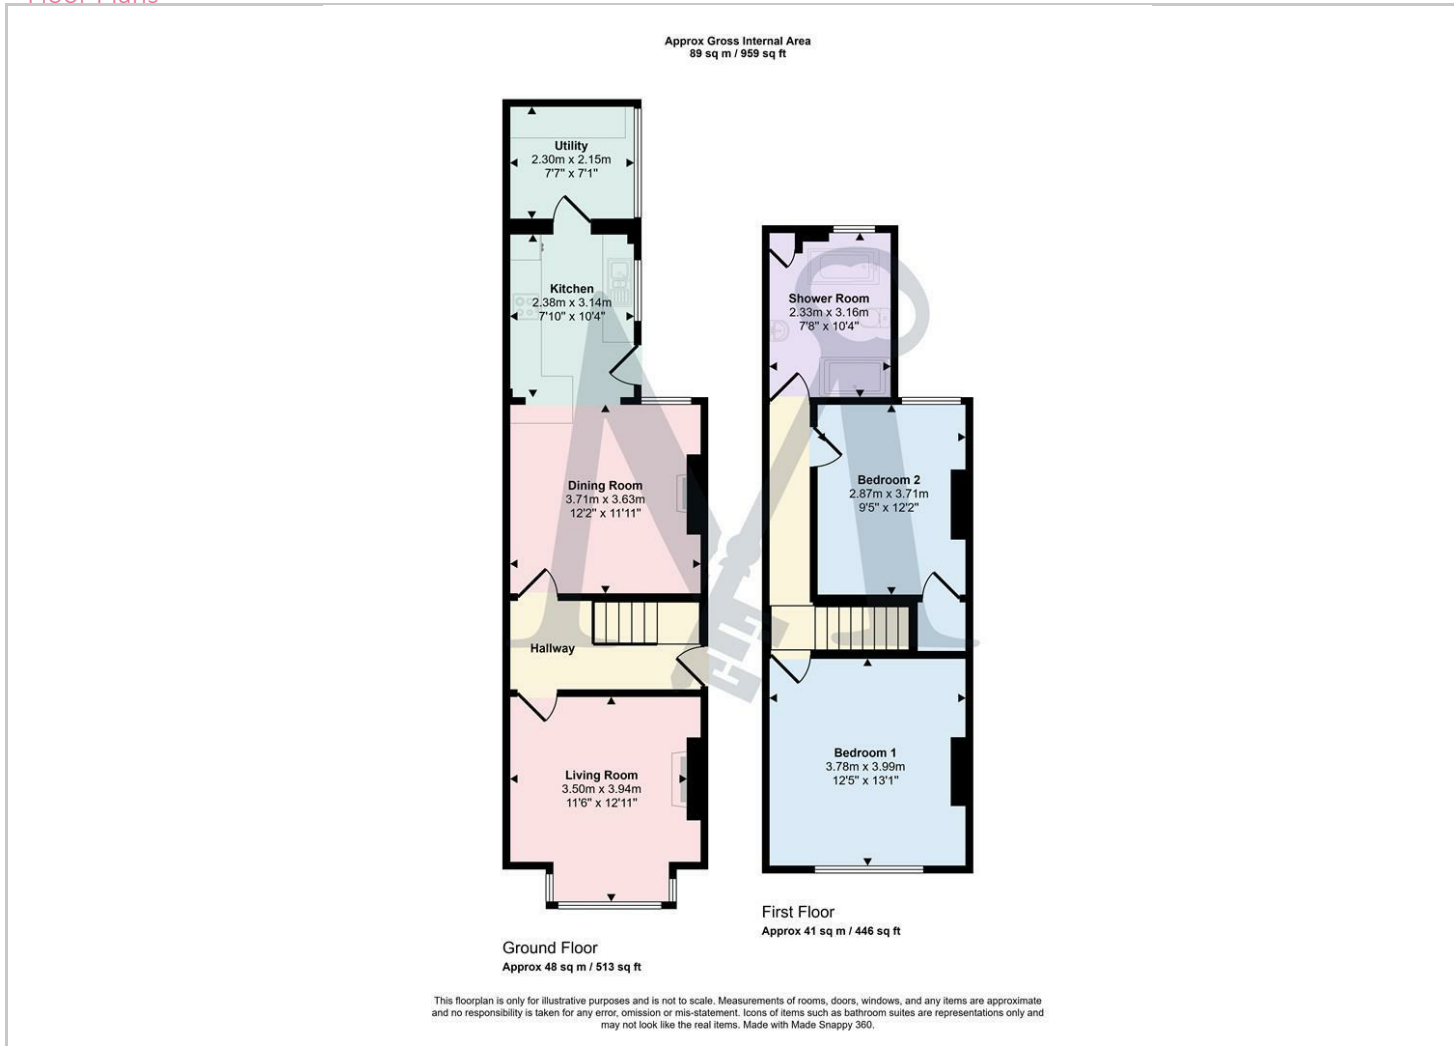 Floor Plans
Approx Gross Internal Area
89 sq m / 959 sq ft
Utility
2.30m x 2.15m
7'7" x 7'1"
Kitchen
2.38m x 3.14m
7'10" x 10'4"
Dining Room
3.71m x 3.63m
12'2" x 11'11"
Hallway
Living Room
3.50m x 3.94m
11'6" x 12'11"
Ground Floor
Approx 48 sq m / 513 sq ft
Shower Room
2.33m x 3.16m
7'8" x 10'4"
Bedroom 2
2.87m x 3.71m
9'5" x 12'2"
Bedroom 1
3.78m x 3.99m
12'5" x 13'1"
First Floor
Approx 41 sq m / 446 sq ft
This floorplan is only for illustrative purposes and is not to scale. Measurements of rooms, doors, windows, and any items are approximate
and no responsibility is taken for any error, omission or mis-statement. Icons of items such as bathroom suites are representations only and
may not look like the real items. Made with Made Snappy 360.